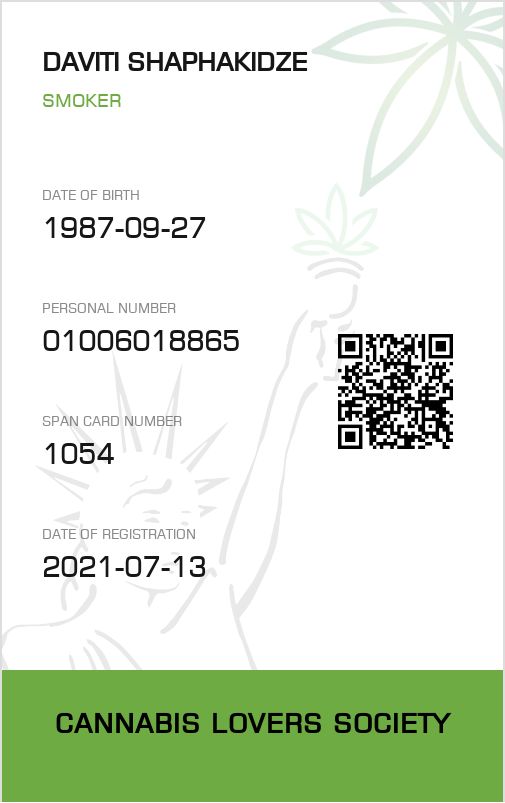 DAVITI SHAPHAKIDZE
SMOKER
DATE OF BIRTH
1987-09-27
PERSONAL NUMBER
01006018865
SPAN CARD NUMBER
1054
DATE OF REGISTRATION
2021-07-13
CANNABIS LOVERS SOCIETY